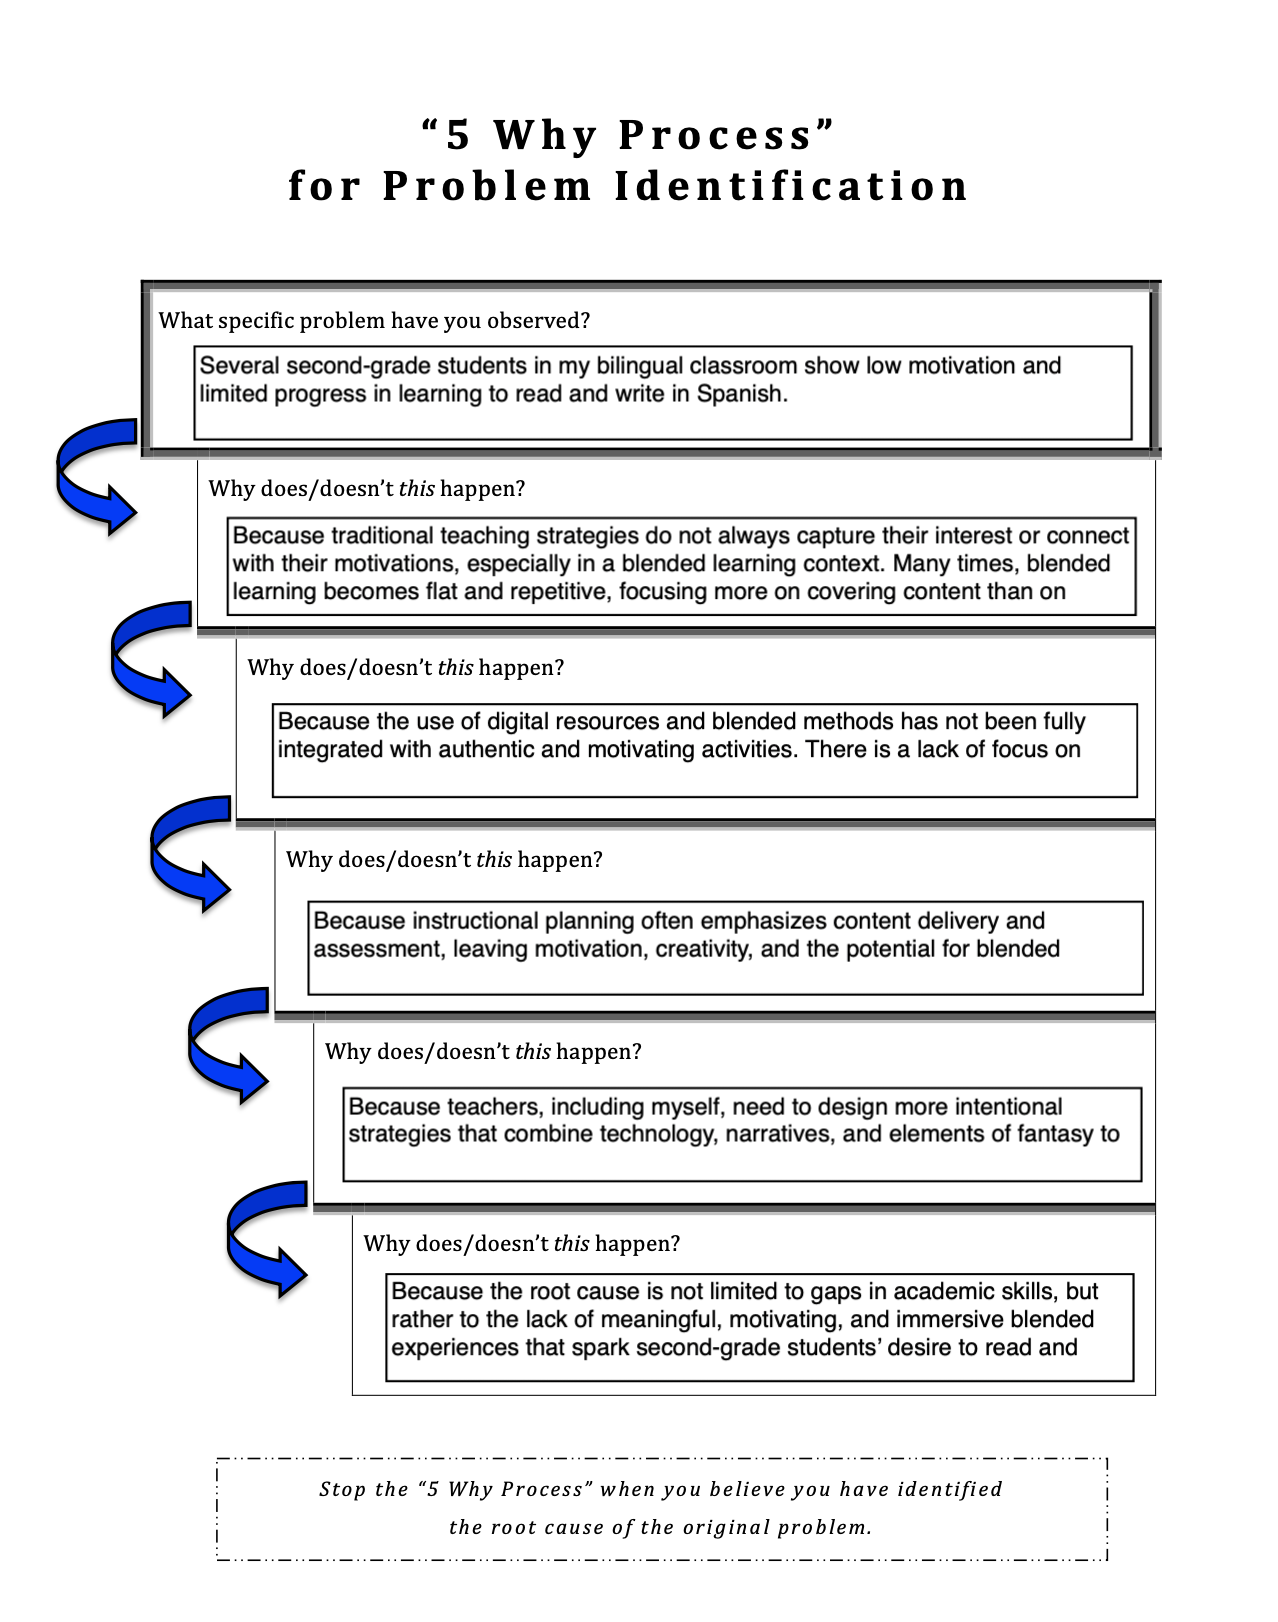 “5 Why Process”
for Problem Identification
What specific problem have you observed?
Several second-grade students in my bilingual classroom show low motivation and
limited progress in learning to read and write in Spanish.
Why does/doesn’t this happen?
Because traditional teaching strategies do not always capture their interest or connect
with their motivations, especially in a blended learning context. Many times, blended
learning becomes flat and repetitive, focusing more on covering content than on
Why does/doesn’t this happen?
Because the use of digital resources and blended methods has not been fully
integrated with authentic and motivating activities. There is a lack of focus on
Why does/doesn’t this happen?
Because instructional planning often emphasizes content delivery and
assessment, leaving motivation, creativity, and the potential for blended
Why does/doesn’t this happen?
Because teachers, including myself, need to design more intentional
strategies that combine technology, narratives, and elements of fantasy to
Why does/doesn’t this happen?
Because the root cause is not limited to gaps in academic skills, but
rather to the lack of meaningful, motivating, and immersive blended
experiences that spark second-grade students’ desire to read and
Stop the “5 Why Process” when you believe you have identified
the root cause of the original problem.